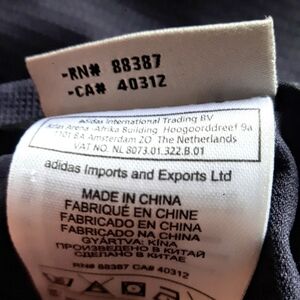 -RN# 88387
-CA# 40312
adidas International Trading BV
Atlas Arena -Afrika Building Hoogoorddreef 9a
1101 BA Amsterdam ZO The Netherlands
VAT NO. NL 8073.01.322.B.01
adidas Imports and Exports Ltd
MADE IN CHINA
FABRIQUÉ EN CHINE
FABRICADO EN CHINA
FABRICADO NA CHINA
GYÁRTVA: KÍNA
ПРОИЗВЕДЕНО В КИТАЕ
СДЕЛАНО В КИТАЕ
RN# 88387 CA# 40312